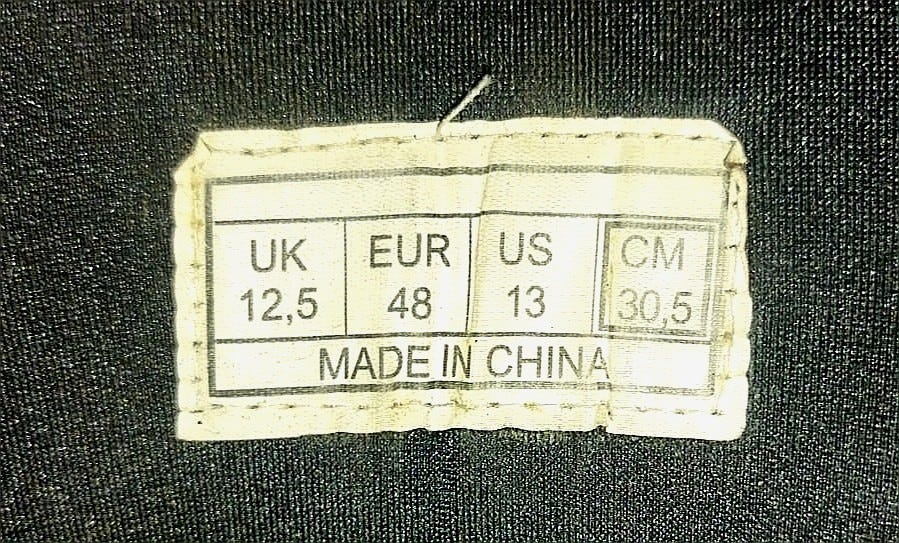 UK EUR US CM
12,5 48 13 30,5
MADE IN CHINA